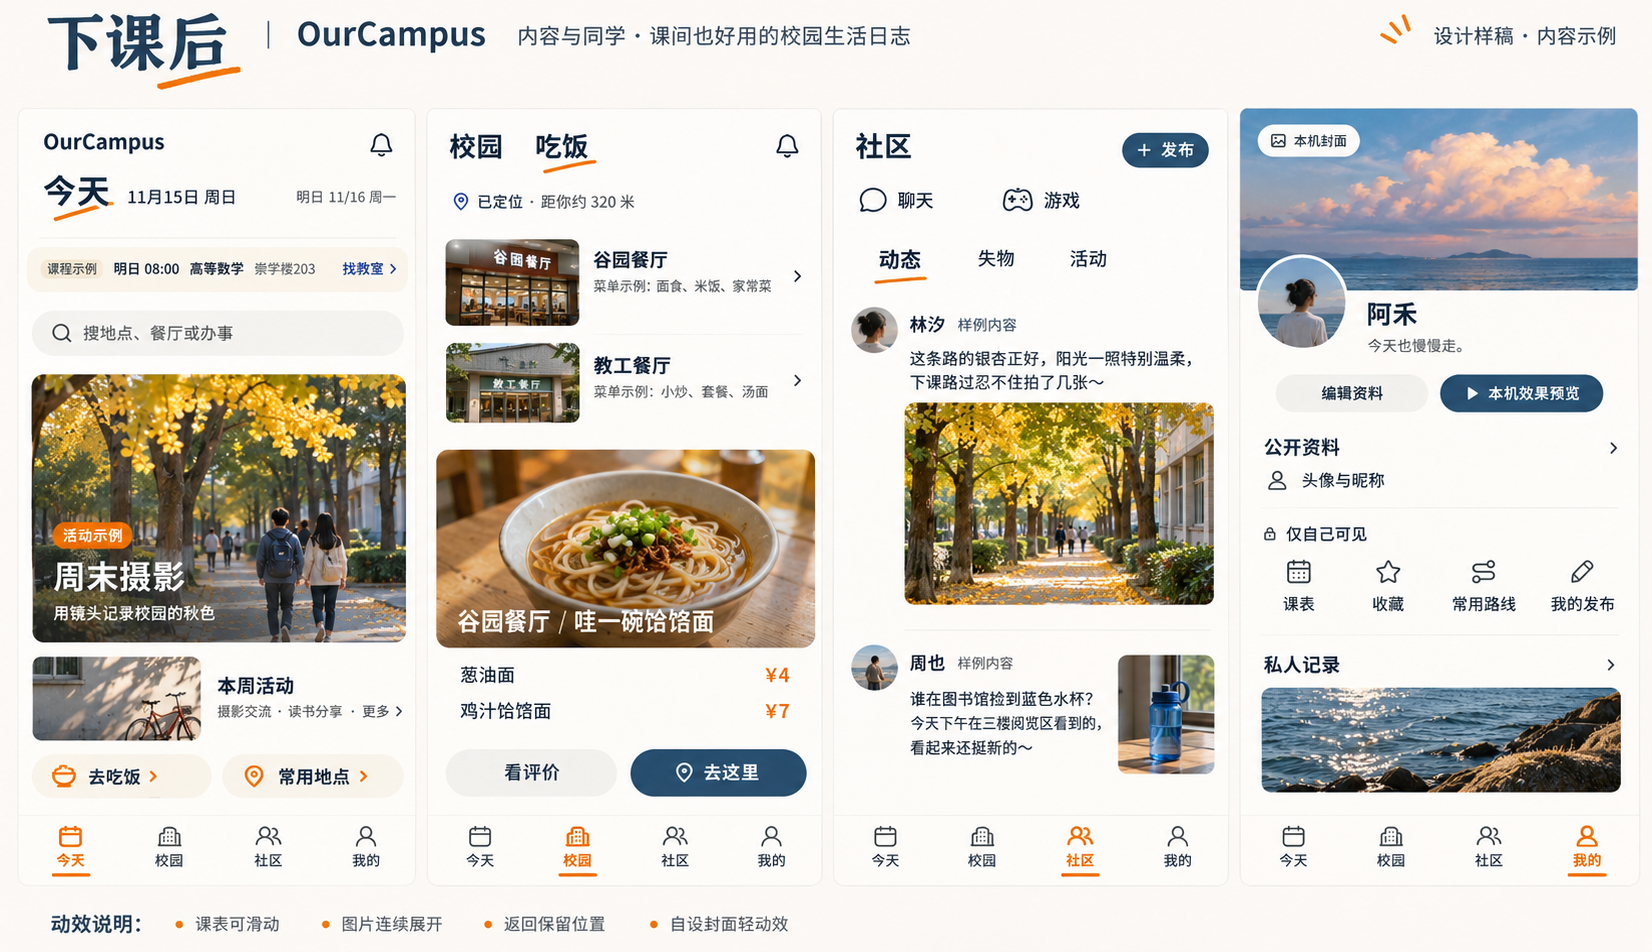 下课后 | OurCampus 内容与同学・课间也好用的校园生活日志
设计样稿・内容示例
OurCampus
今天 11月15日 周日 明日 11/16 周一
课程示例 明日 08:00 高等数学 崇学楼203 找教室 >
搜地点、餐厅或办事
活动示例
周末摄影
用镜头记录校园的秋色
本周活动
摄影交流 · 读书分享 · 更多 >
去吃饭 >
常用地点 >
今天 校园 社区 我的
校园 吃饭
已定位 · 距你约 320 米
谷园餐厅
谷园餐厅
菜单示例：面食、米饭、家常菜
教工餐厅
教工餐厅
菜单示例：小炒、套餐、汤面
谷园餐厅 / 哇一碗饸饹面
葱油面 ¥4
鸡汁饸饹面 ¥7
看评价
去这里
今天 校园 社区 我的
社区
+ 发布
聊天 游戏
动态 失物 活动
林汐 样例内容
这条路的银杏正好，阳光一照特别温柔，
下课路过忍不住拍了几张～
周也 样例内容
谁在图书馆捡到蓝色水杯？
今天下午在三楼阅览区看到的，
看起来还挺新的～
今天 校园 社区 我的
本机封面
阿禾
今天也慢慢走。
编辑资料
本机效果预览
公开资料
头像与昵称
仅自己可见
课表 收藏 常用路线 我的发布
私人记录
今天 校园 社区 我的
动效说明： • 课表可滑动 • 图片连续展开 • 返回保留位置 • 自设封面轻动效